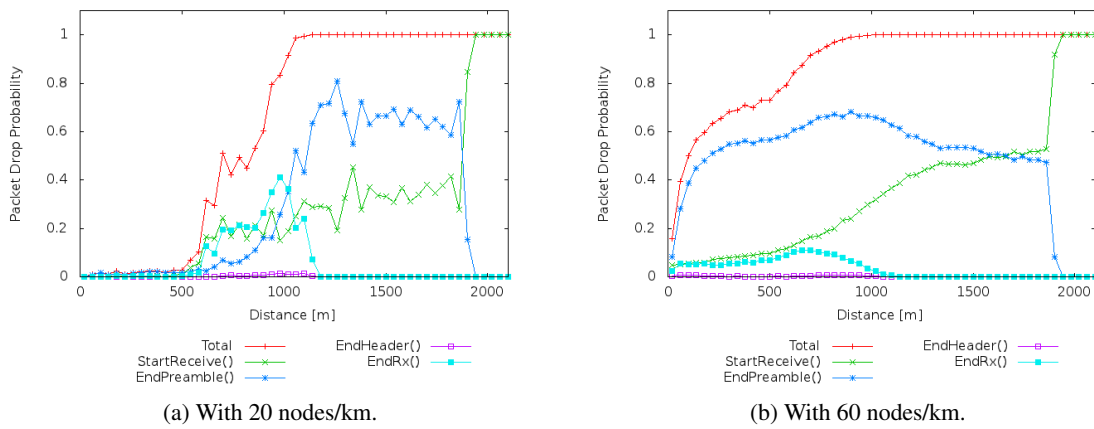 Packet Drop Probability
1
0.8
0.6
0.4
0.2
0
0 500 1000 1500 2000
Distance [m]
Total
StartReceive()
EndPreamble()
EndHeader()
EndRx()
(a) With 20 nodes/km.
Packet Drop Probability
1
0.8
0.6
0.4
0.2
0
0 500 1000 1500 2000
Distance [m]
Total
StartReceive()
EndPreamble()
EndHeader()
EndRx()
(b) With 60 nodes/km.